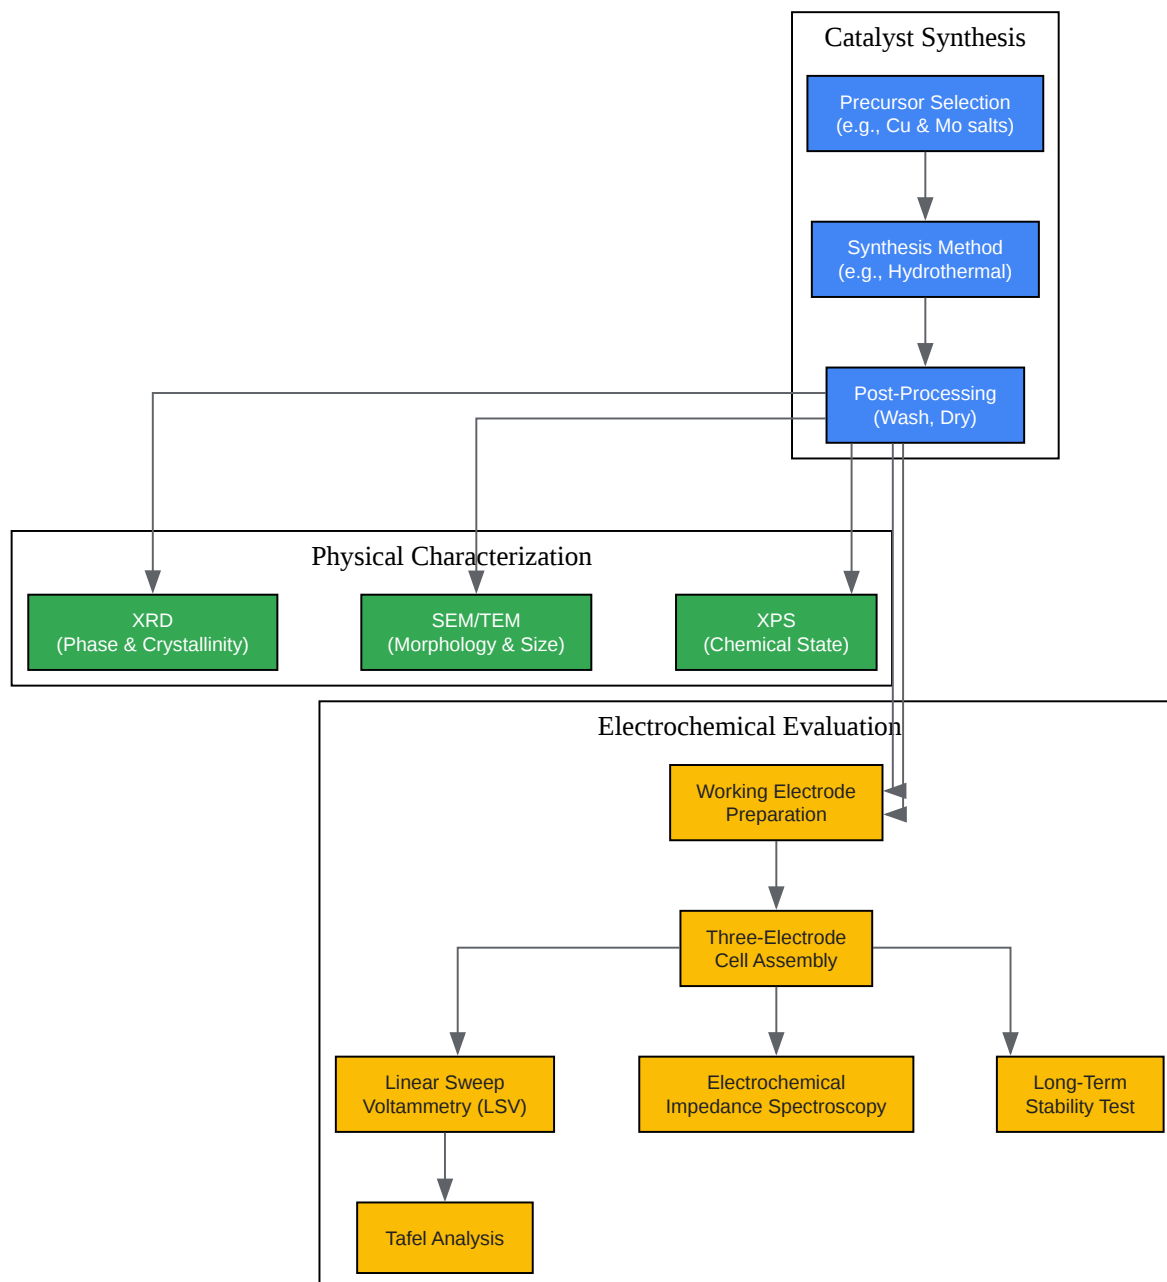 Catalyst Synthesis
Precursor Selection
(e.g., Cu & Mo salts)
Synthesis Method
(e.g., Hydrothermal)
Post-Processing
(Wash, Dry)
Physical Characterization
XRD
(Phase & Crystallinity)
SEM/TEM
(Morphology & Size)
XPS
(Chemical State)
Electrochemical Evaluation
Working Electrode
Preparation
Three-Electrode
Cell Assembly
Linear Sweep
Voltammetry (LSV)
Electrochemical
Impedance Spectroscopy
Long-Term
Stability Test
Tafel Analysis